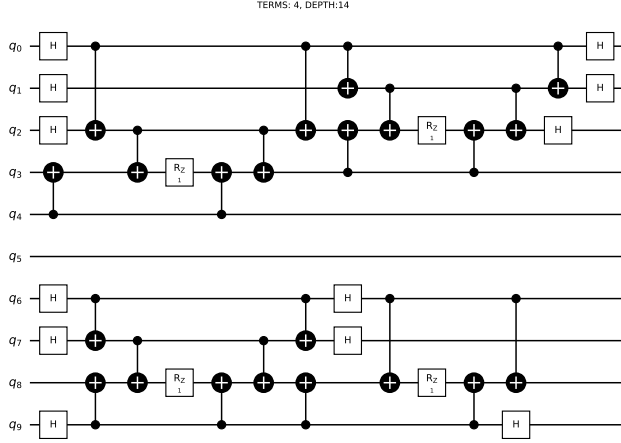 TERMS: 4, DEPTH:14
q0 H H
q1 H H
q2 H RZ 1 H
q3 RZ 1
q4
q5
q6 H H
q7 H H
q8 RZ 1 RZ 1
q9 H H